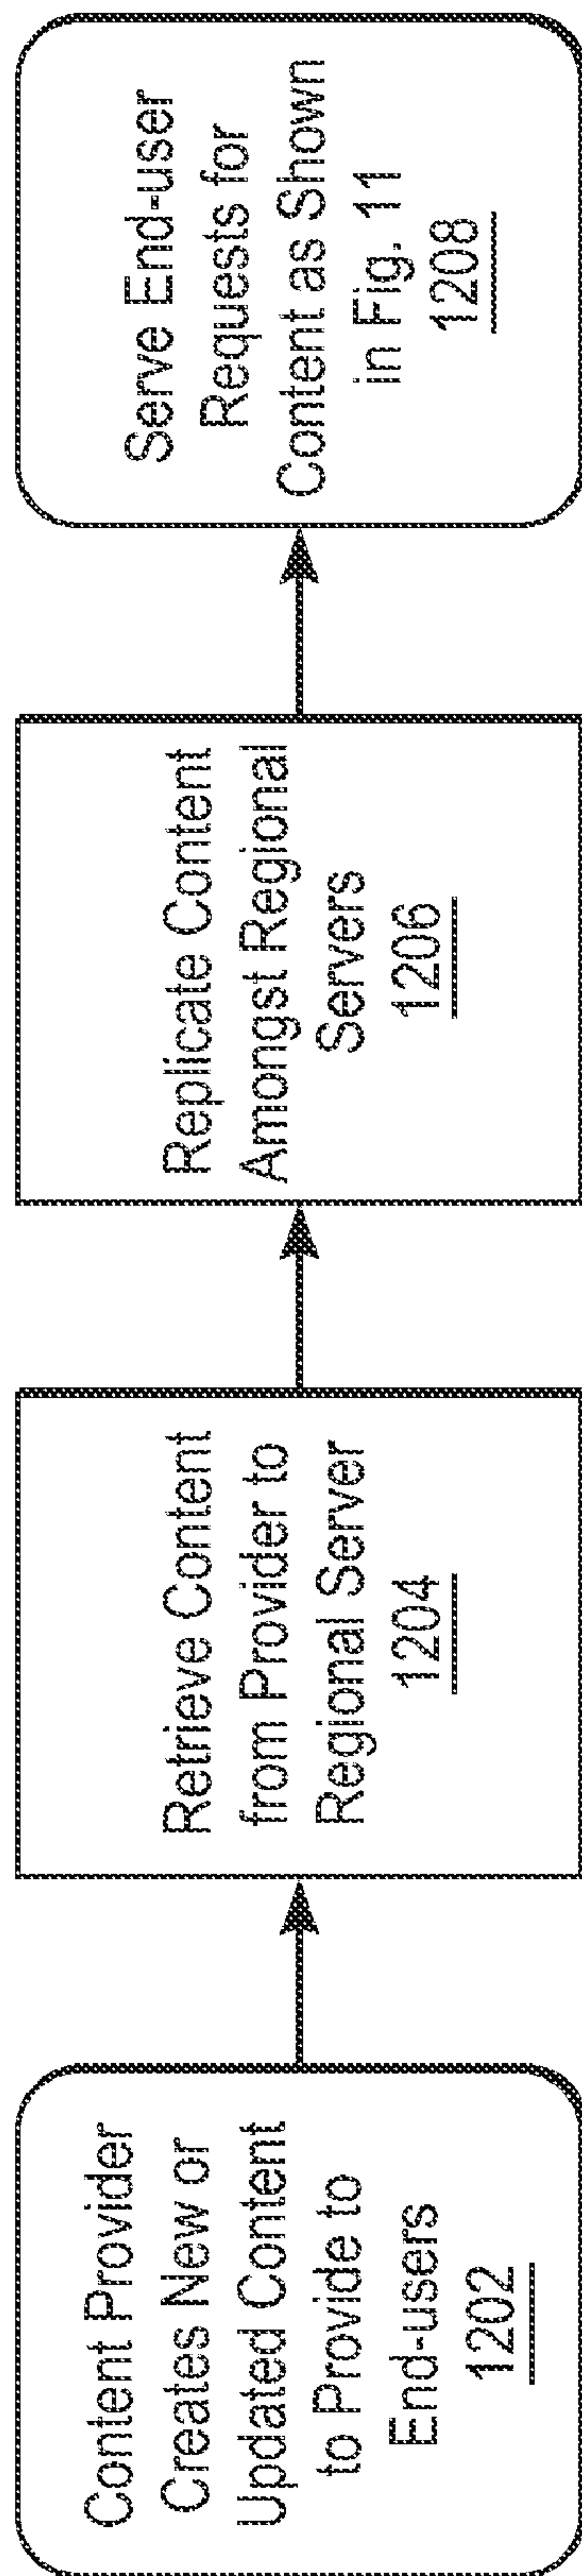 Content Provider
Creates New or
Updated Content
to Provide to
End-users
1202
Retrieve Content
from Provider to
Regional Server
1204
Replicate Content
Amongst Regional
Servers
1206
Serve End-user
Requests for
Content as Shown
in Fig. 11
1208